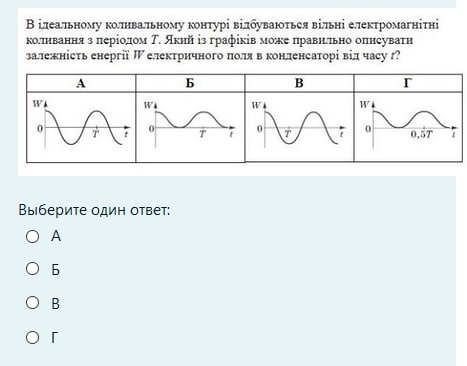 В ідеальному коливальному контурі відбуваються вільні електромагнітні
коливання з періодом T. Який із графіків може правильно описувати
залежність енергії W електричного поля в конденсаторі від часу t?
А Б В Г
W W W W
0 0 0 0
T t T t T t 0,5T t
Выберите один ответ:
А
Б
В
Г